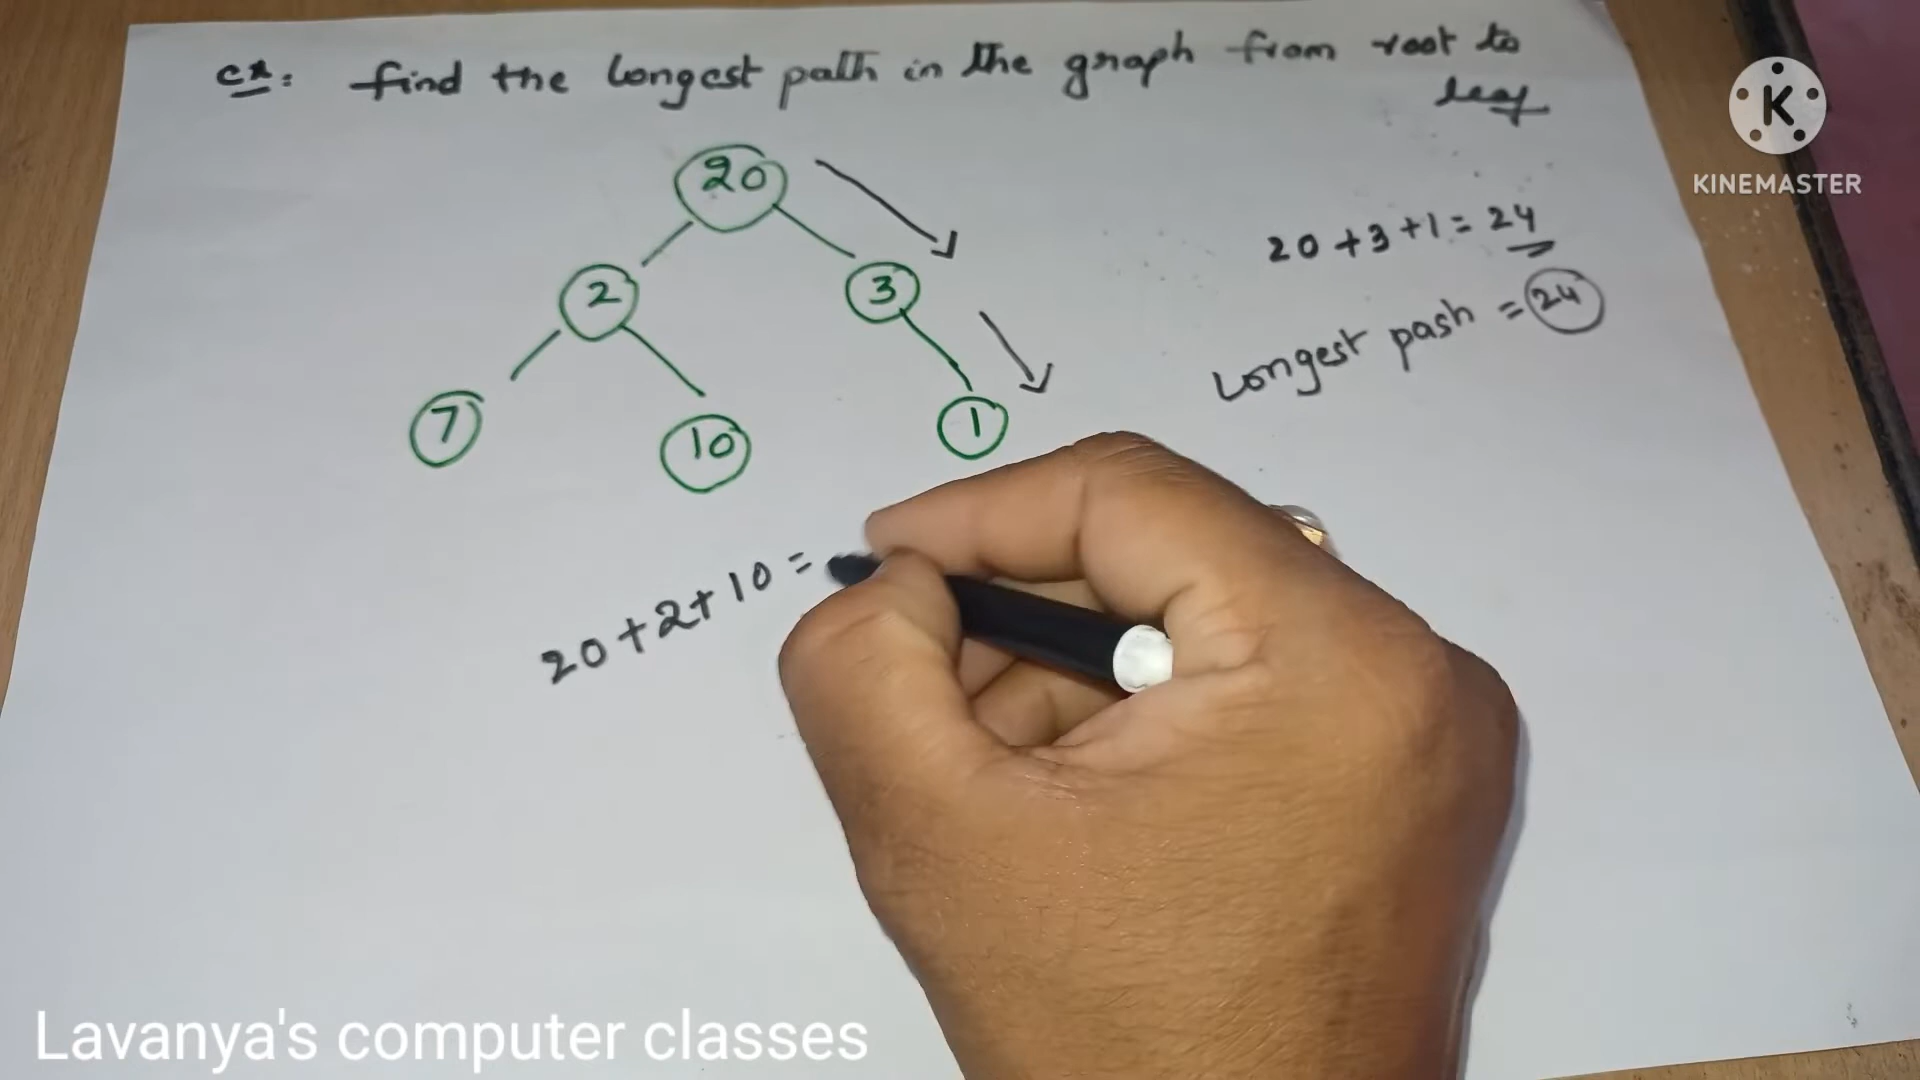 ex: find the longest path in the graph from root to
leaf
K
KINEMASTER
20
2
3
7
10
1
20 + 3 + 1 = 24
Longest pash = 24
20 + 2 + 10 =
Lavanya's computer classes